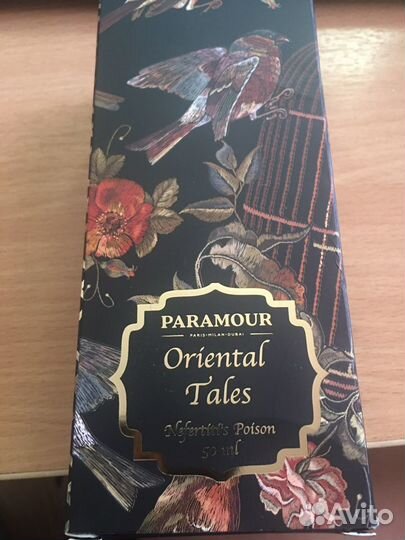 PARAMOUR
PARIS-MILAN-DUBAI
Oriental
Tales
Nefertiti's Poison
50 ml
Avito